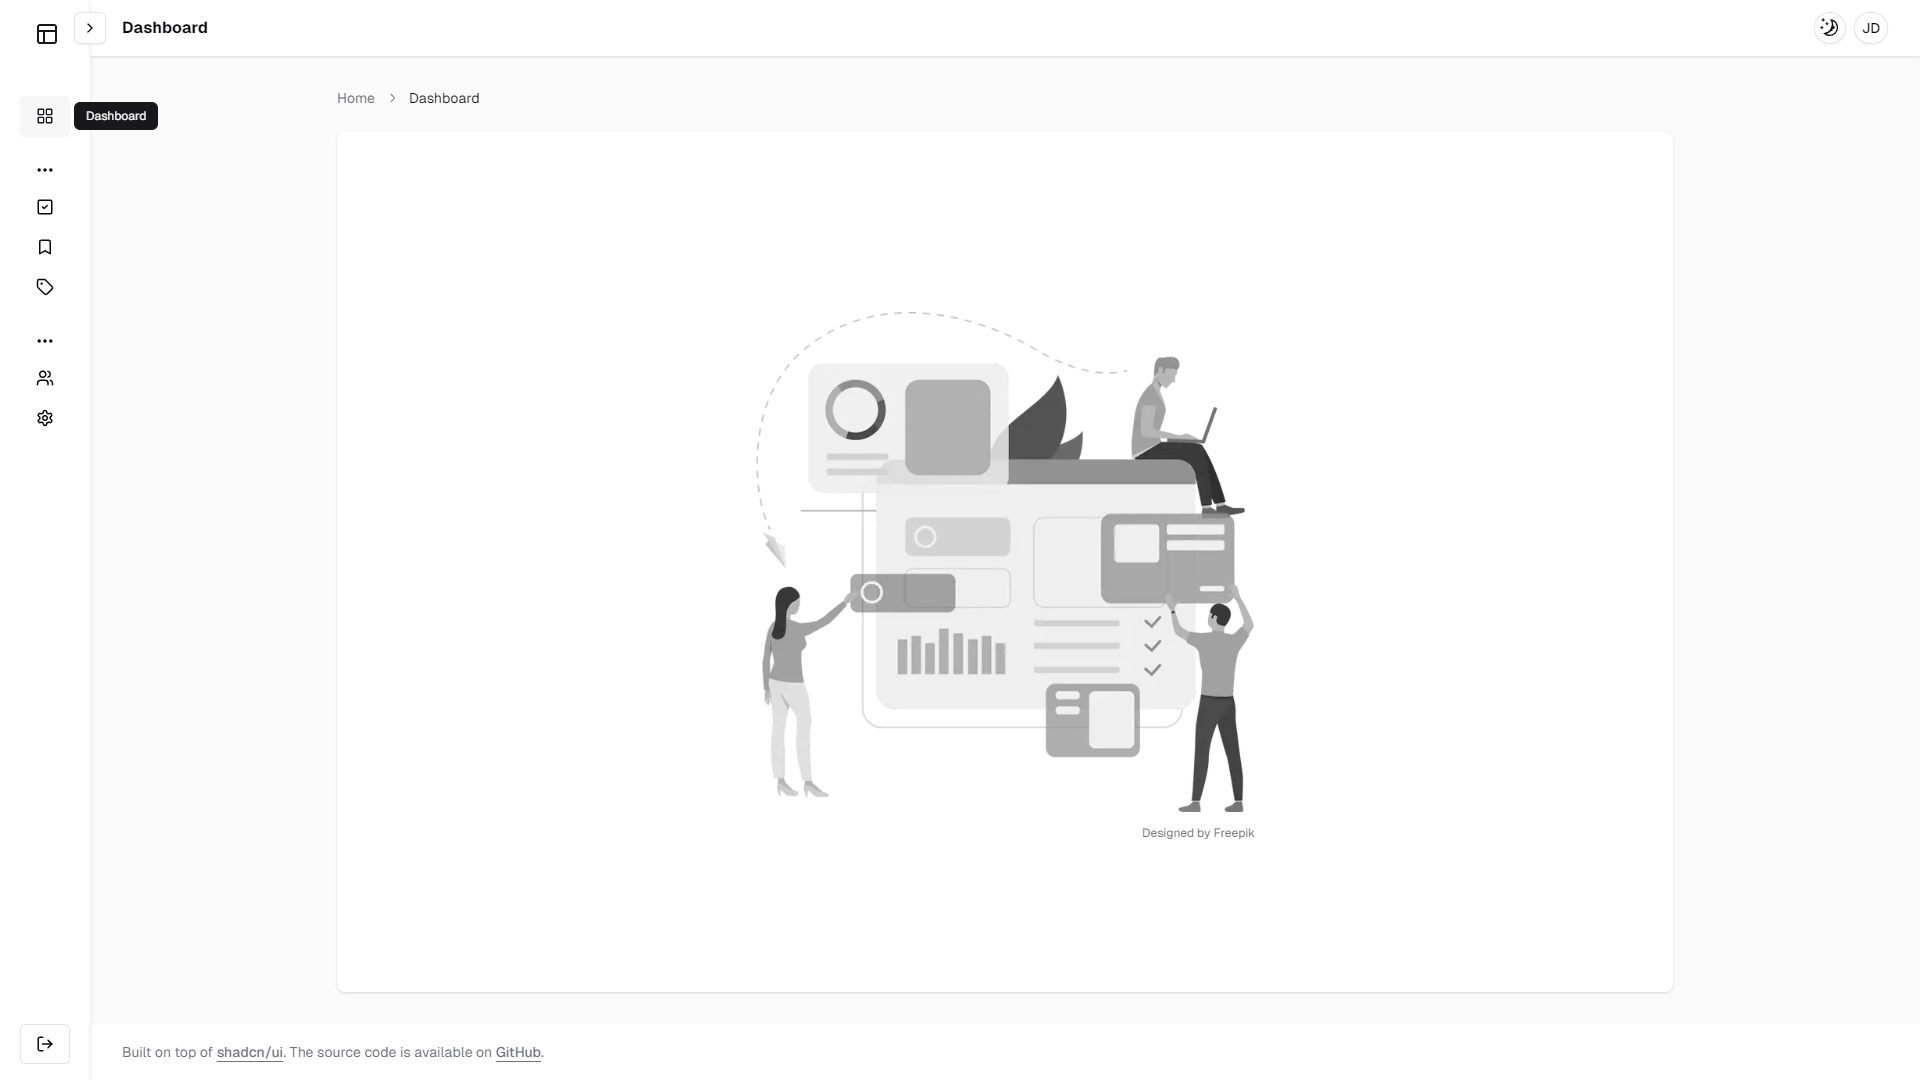 Dashboard
JD
Home
Dashboard
Dashboard
Designed by Freepik
Built on top of shadcn/ui. The source code is available on GitHub.